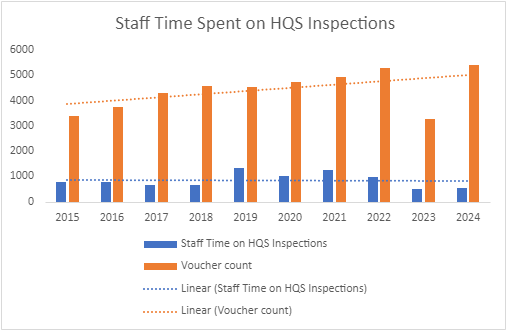 Staff Time Spent on HQS Inspections
6000
5000
4000
3000
2000
1000
0
2015 2016 2017 2018 2019 2020 2021 2022 2023 2024
Staff Time on HQS Inspections
Voucher count
Linear (Staff Time on HQS Inspections)
Linear (Voucher count)